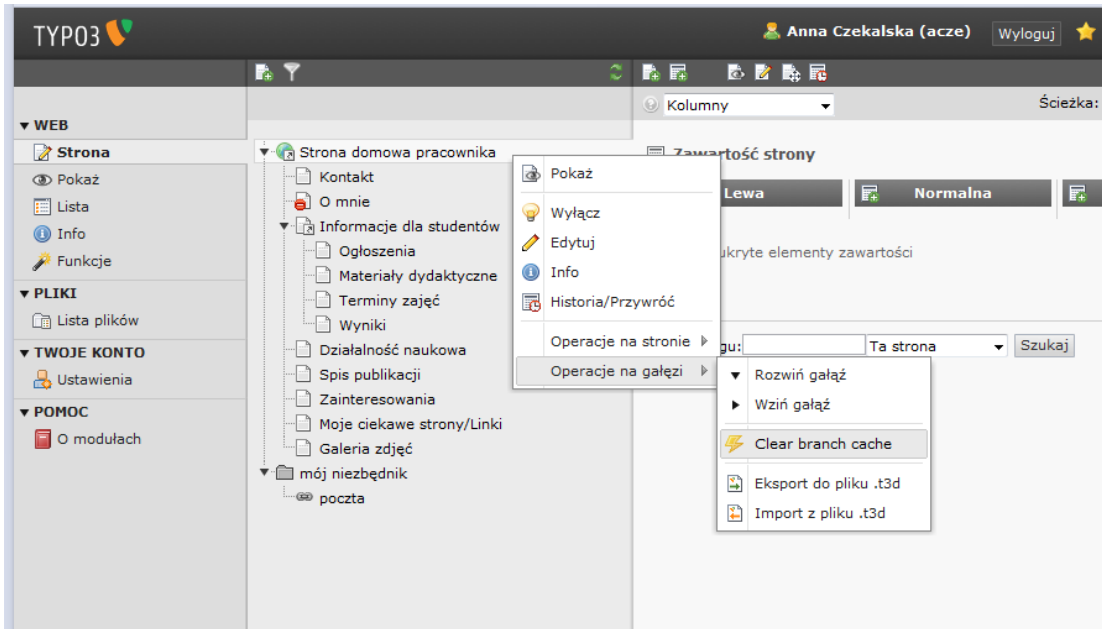 TYPO3
Anna Czekalska (acze)
Wyloguj
Kolumny
Ścieżka:
WEB
Strona
Pokaż
Lista
Info
Funkcje
PLIKI
Lista plików
TWOJE KONTO
Ustawienia
POMOC
O modułach
Strona domowa pracownika
Kontakt
O mnie
Informacje dla studentów
Ogłoszenia
Materiały dydaktyczne
Terminy zajęć
Wyniki
Działalność naukowa
Spis publikacji
Zainteresowania
Moje ciekawe strony/Linki
Galeria zdjęć
mój niezbędnik
poczta
Pokaż
Wyłącz
Edytuj
Info
Historia/Przywróć
Operacje na stronie
Operacje na gałęzi
Rozwiń gałąź
Wziń gałąź
Clear branch cache
Eksport do pliku .t3d
Import z pliku .t3d
Zawartość strony
Lewa
Normalna
ukryte elementy zawartości
Ta strona
Szukaj